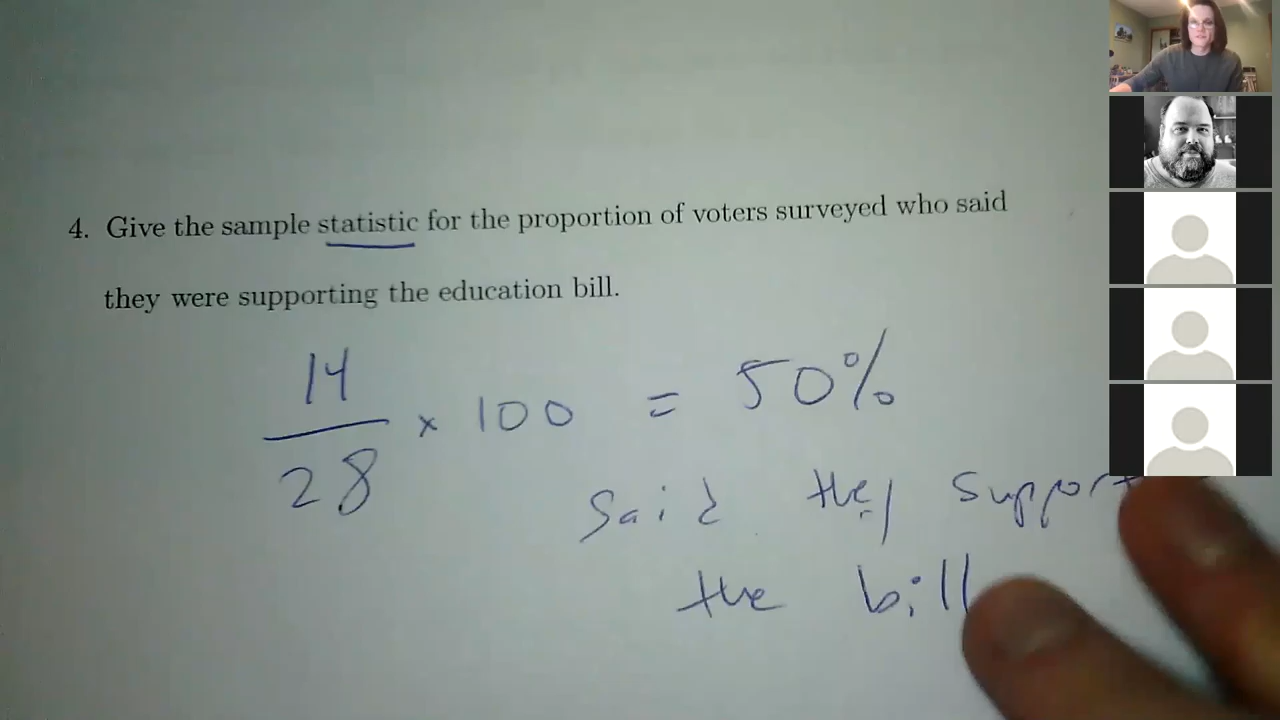 4. Give the sample statistic for the proportion of voters surveyed who said
they were supporting the education bill.
14
28 × 100 = 50%
Said they support
the bill